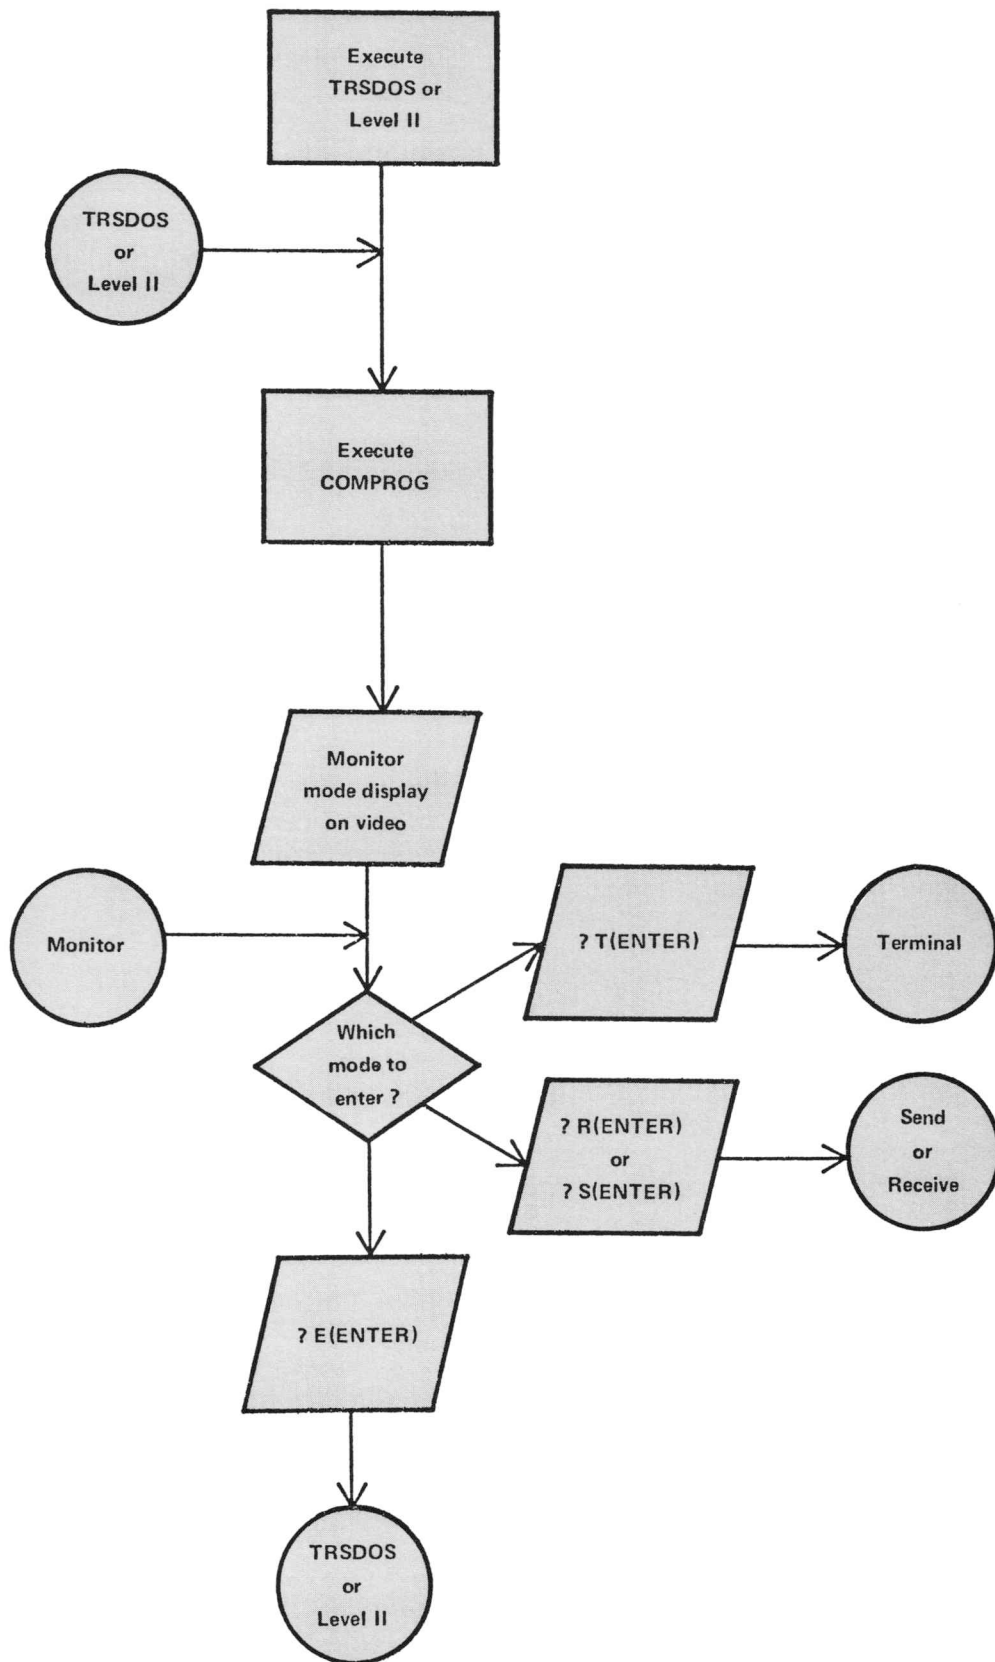 Execute
TRSDOS or
Level II
TRSDOS
or
Level II
Execute
COMPROG
Monitor
mode display
on video
Monitor
? T(ENTER)
Terminal
Which
mode to
enter ?
? R(ENTER)
or
? S(ENTER)
Send
or
Receive
? E(ENTER)
TRSDOS
or
Level II